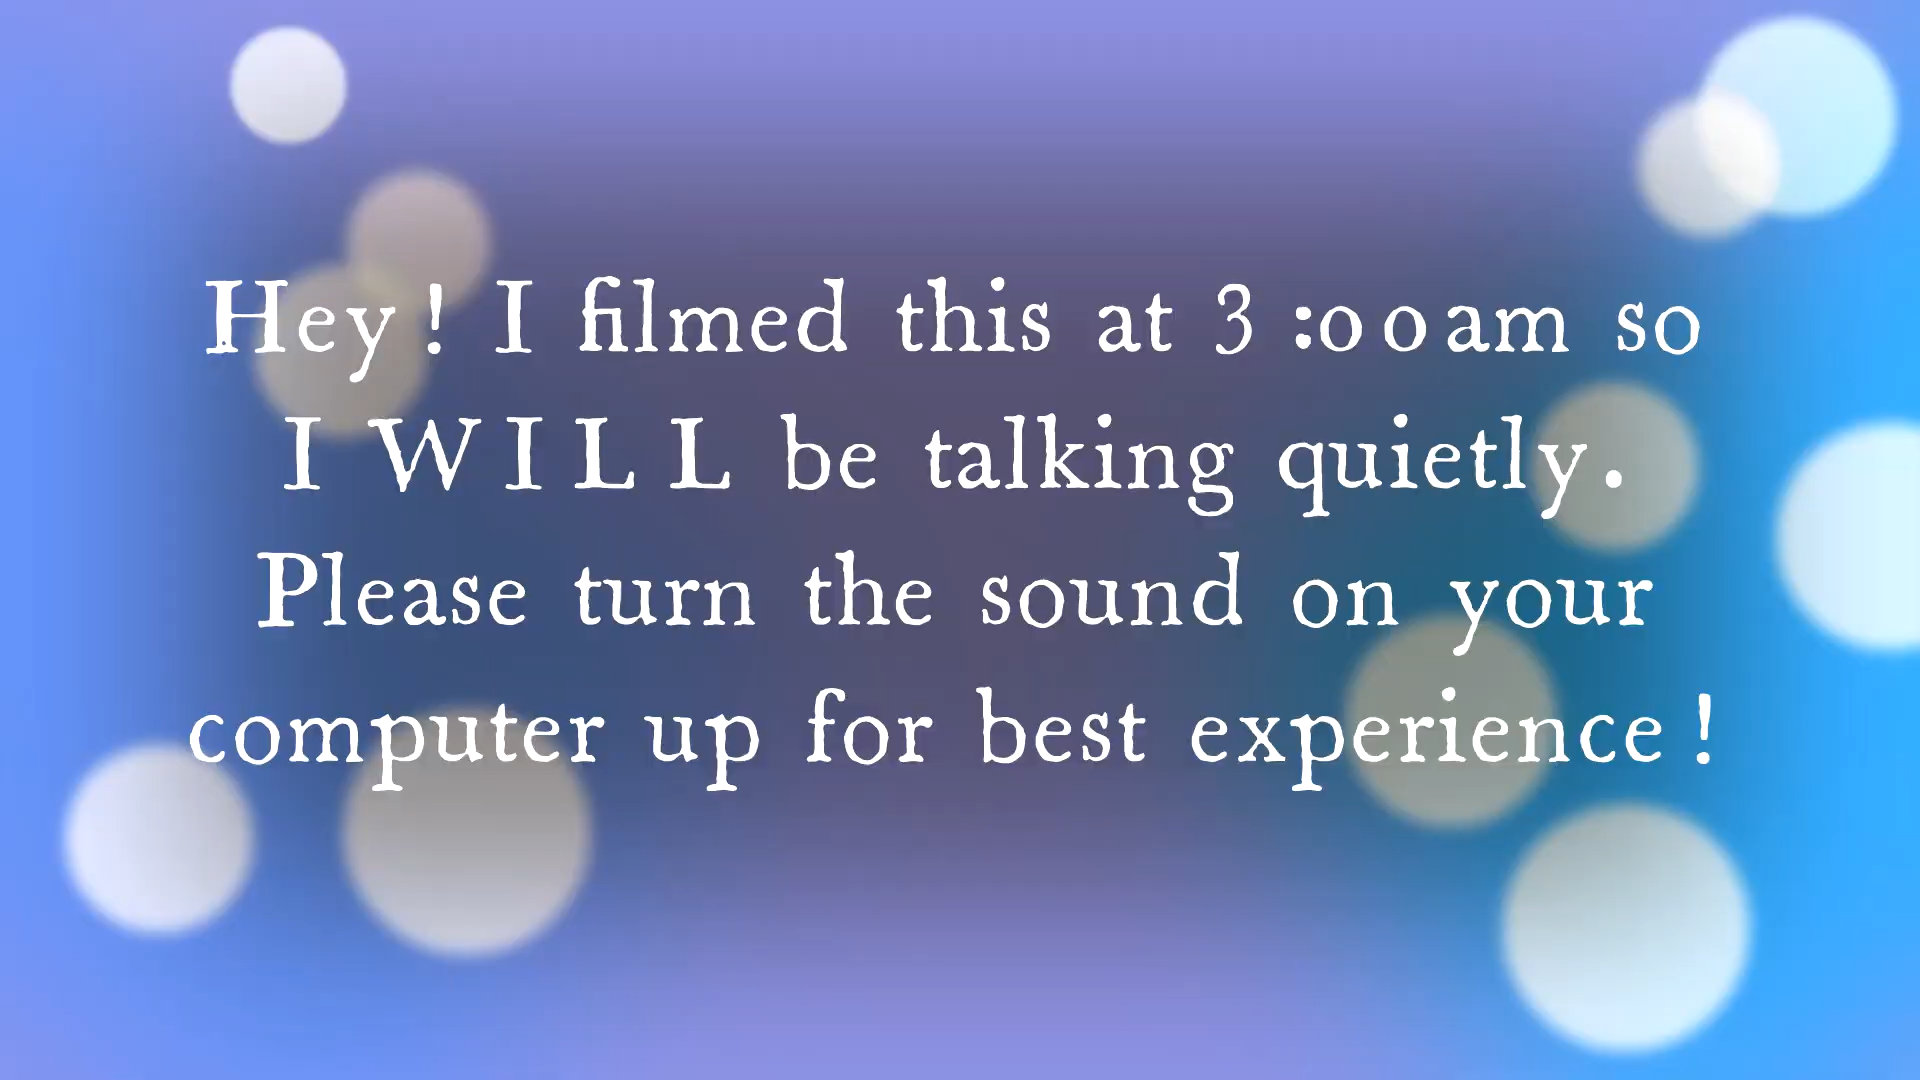 Hey! I filmed this at 3:00am so
I WILL be talking quietly.
Please turn the sound on your
computer up for best experience!